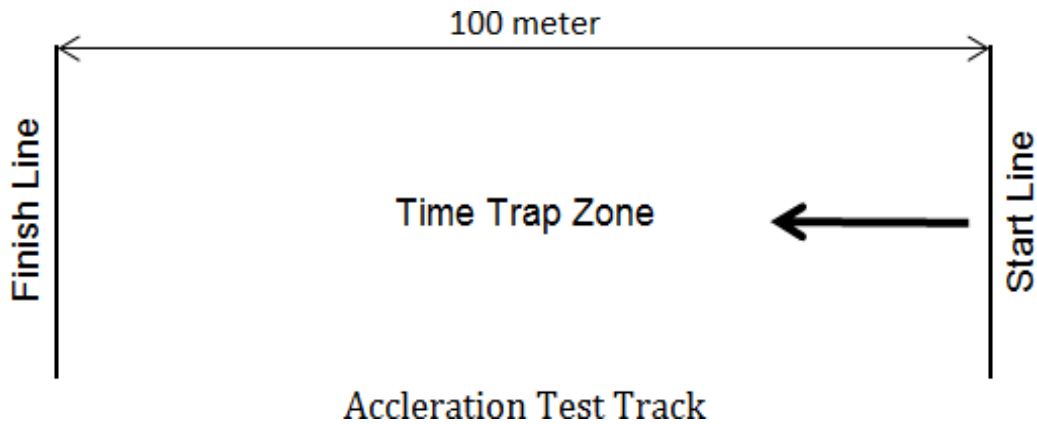 100 meter
Finish Line
Time Trap Zone
Start Line
Accleration Test Track